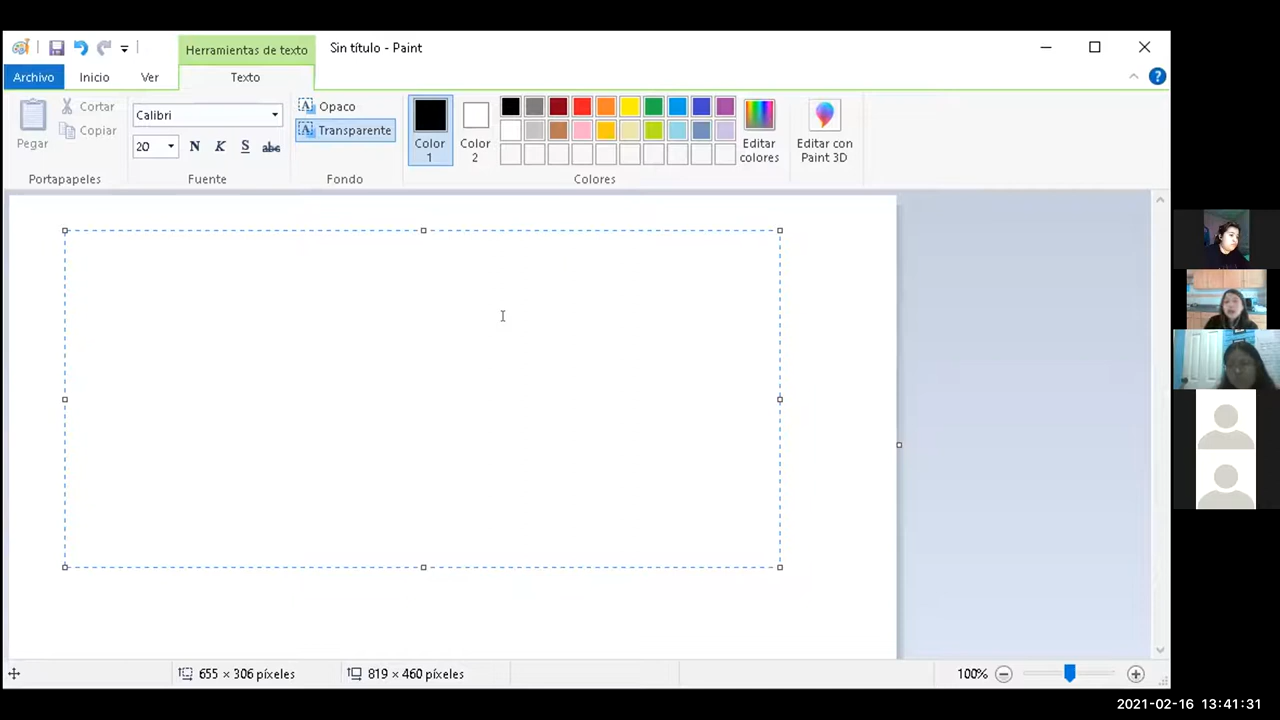 Herramientas de texto
Sin título - Paint
Archivo
Inicio
Ver
Texto
Pegar
Cortar
Copiar
Portapapeles
Calibri
20
N K S abc
Fuente
Opaco
Transparente
Fondo
Color
1
Color
2
Editar
colores
Colores
Editar con
Paint 3D
655 × 306 píxeles
819 × 460 píxeles
100%
2021-02-16 13:41:31